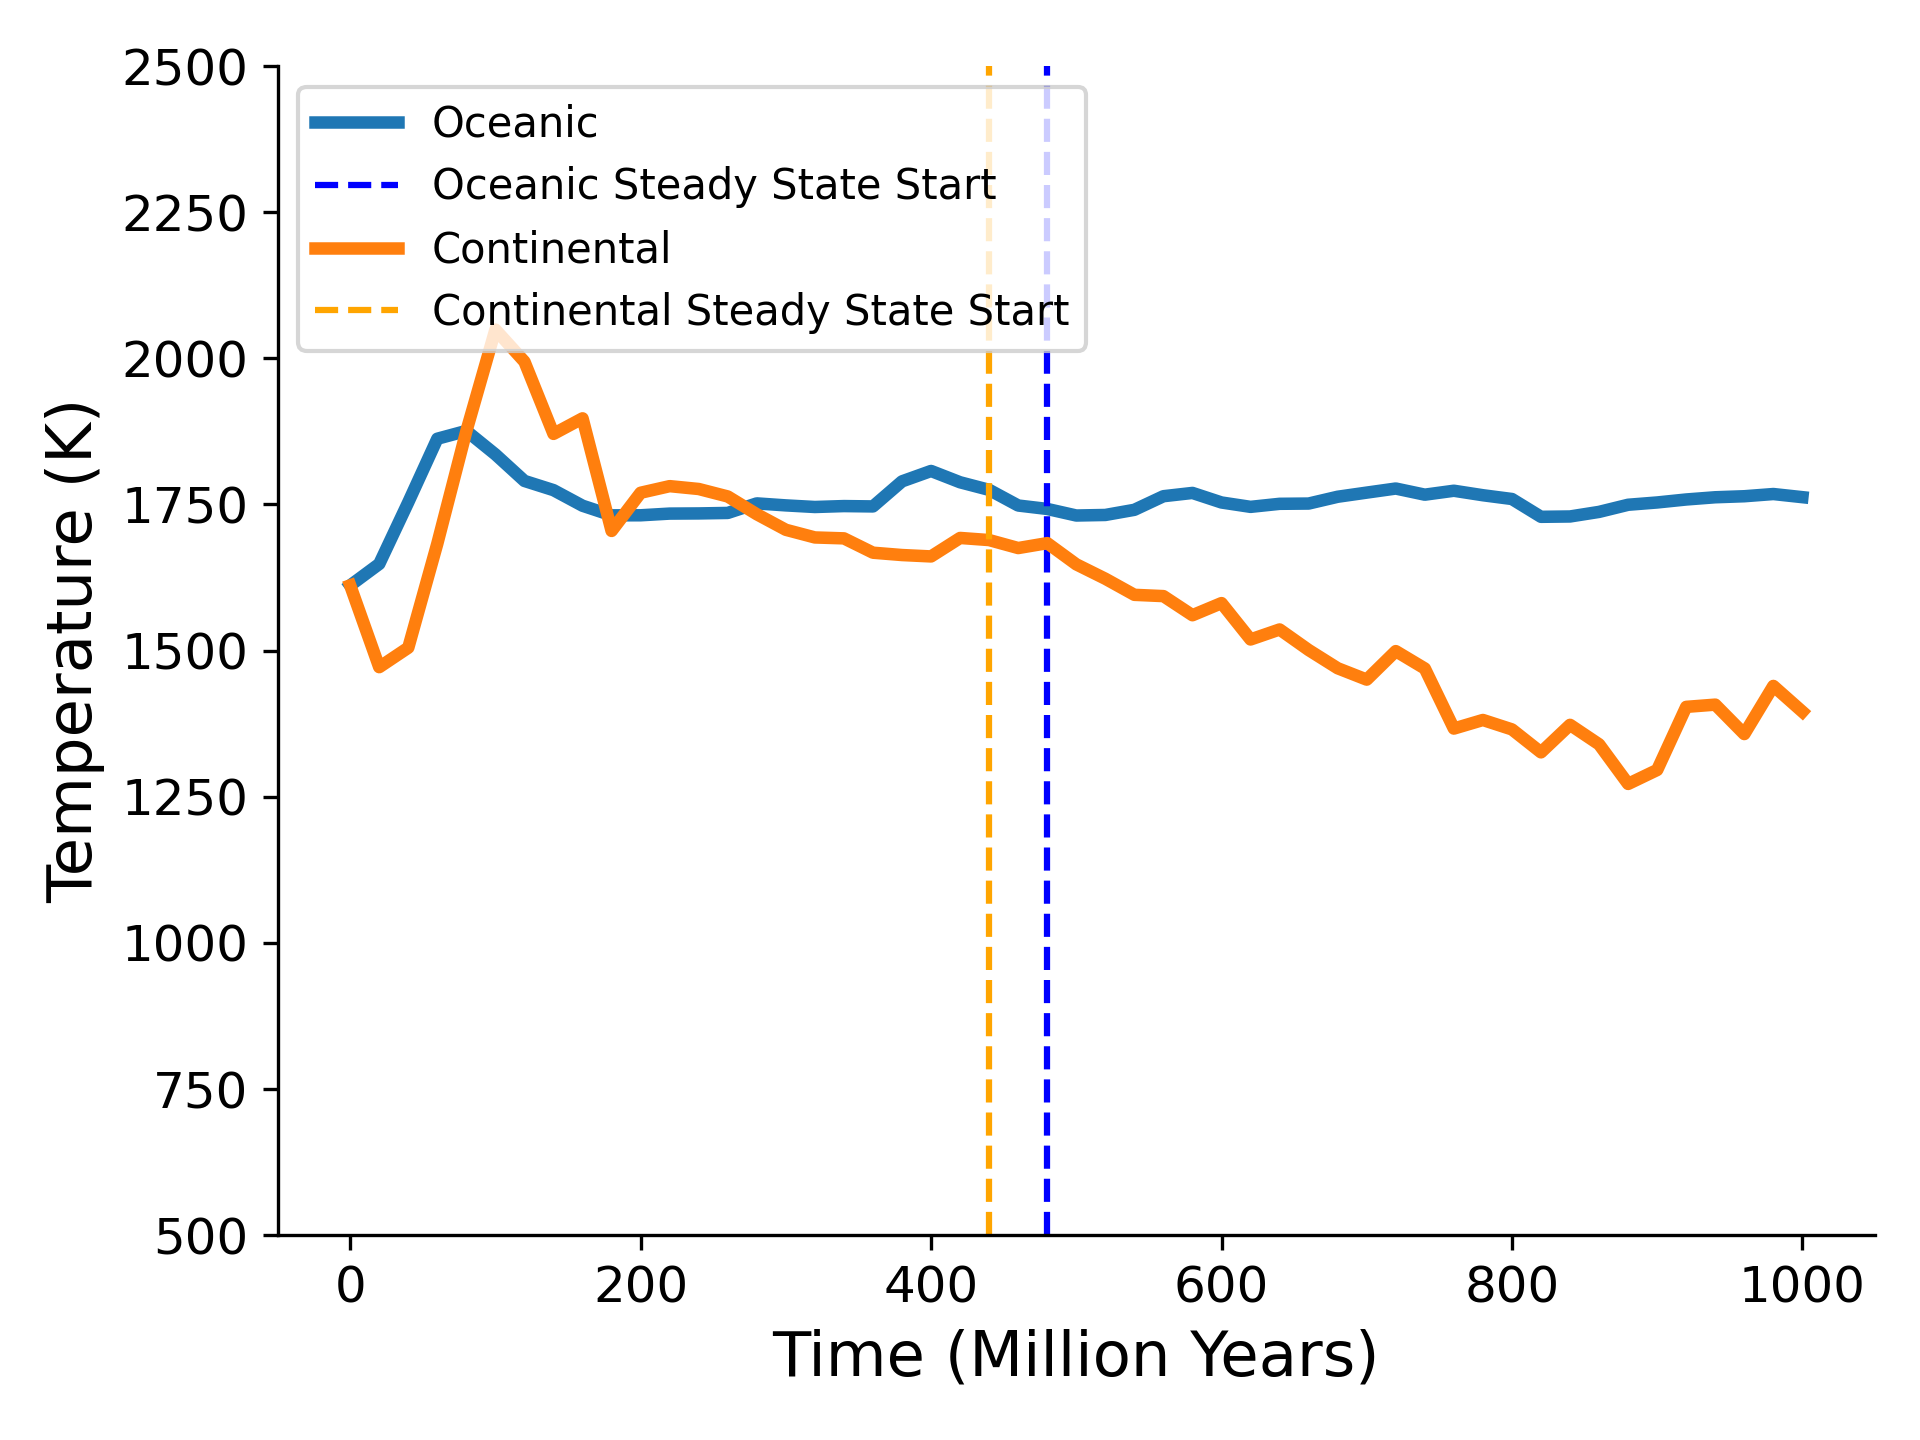 2500
2250
2000
1750
1500
1250
1000
750
500
Temperature (K)
Oceanic
Oceanic Steady State Start
Continental
Continental Steady State Start
0 200 400 600 800 1000
Time (Million Years)